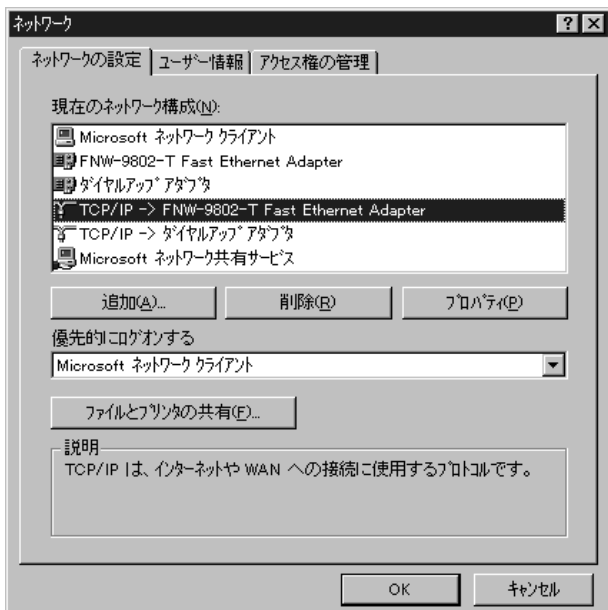 ネットワーク
ネットワークの設定 ユーザー情報 アクセス権の管理
現在のネットワーク構成(N):
Microsoft ネットワーク クライアント
FNW-9802-T Fast Ethernet Adapter
ダイヤルアップ アダプタ
TCP/IP -> FNW-9802-T Fast Ethernet Adapter
TCP/IP -> ダイヤルアップ アダプタ
Microsoft ネットワーク共有サービス
追加(A)... 削除(R) プロパティ(P)
優先的にログオンする
Microsoft ネットワーク クライアント
ファイルとプリンタの共有(F)...
説明
TCP/IP は、インターネットや WAN への接続に使用するプロトコルです。
OK キャンセル